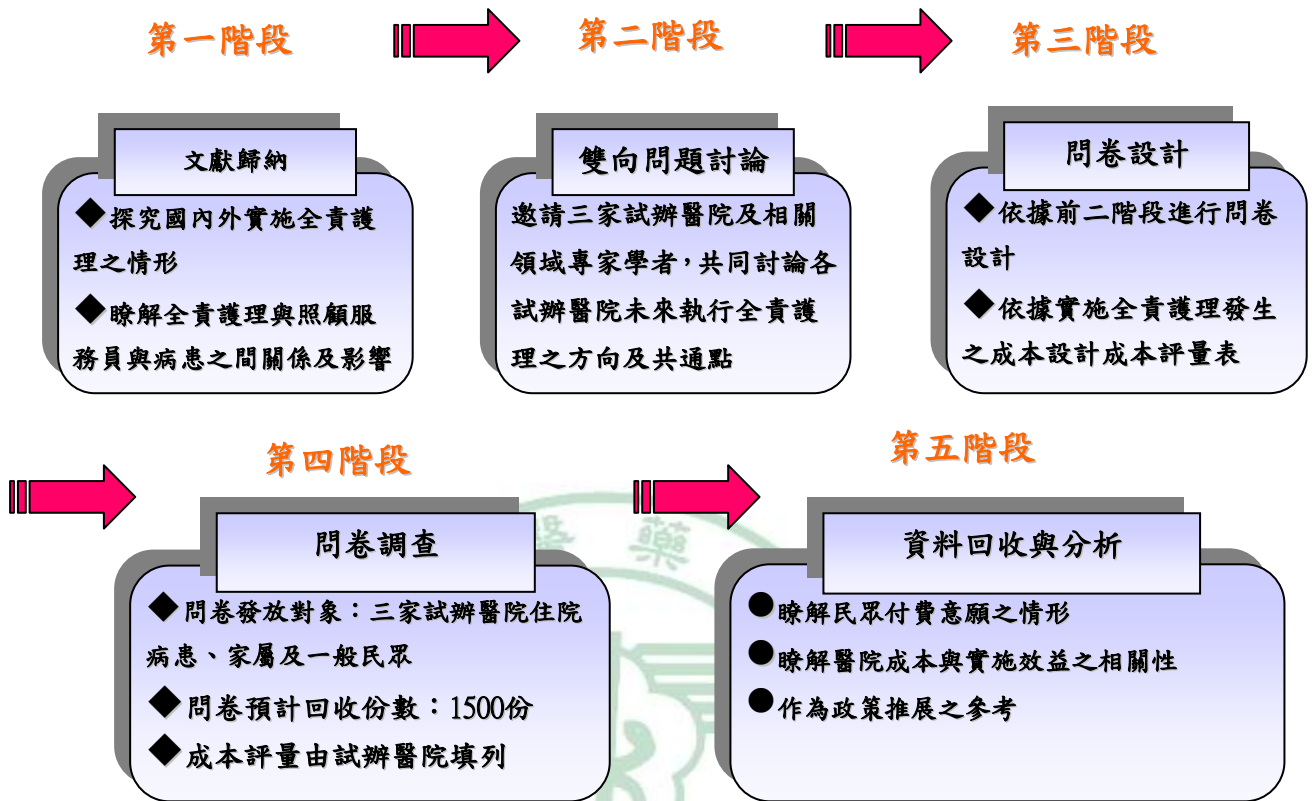 第一階段
第二階段
第三階段
文獻歸納
◆探究國內外實施全責護
理之情形
◆瞭解全責護理與照顧服
務員與病患之間關係及影響
雙向問題討論
邀請三家試辦醫院及相關
領域專家學者，共同討論各
試辦醫院未來執行全責護
理之方向及共通點
問卷設計
◆依據前二階段進行問卷
設計
◆依據實施全責護理發生
之成本設計成本評量表
第四階段
第五階段
問卷調查
◆問卷發放對象：三家試辦醫院住院
病患、家屬及一般民眾
◆問卷預計回收份數：1500份
◆成本評量由試辦醫院填列
資料回收與分析
●瞭解民眾付費意願之情形
●瞭解醫院成本與實施效益之相關性
●作為政策推展之參考
醫藥